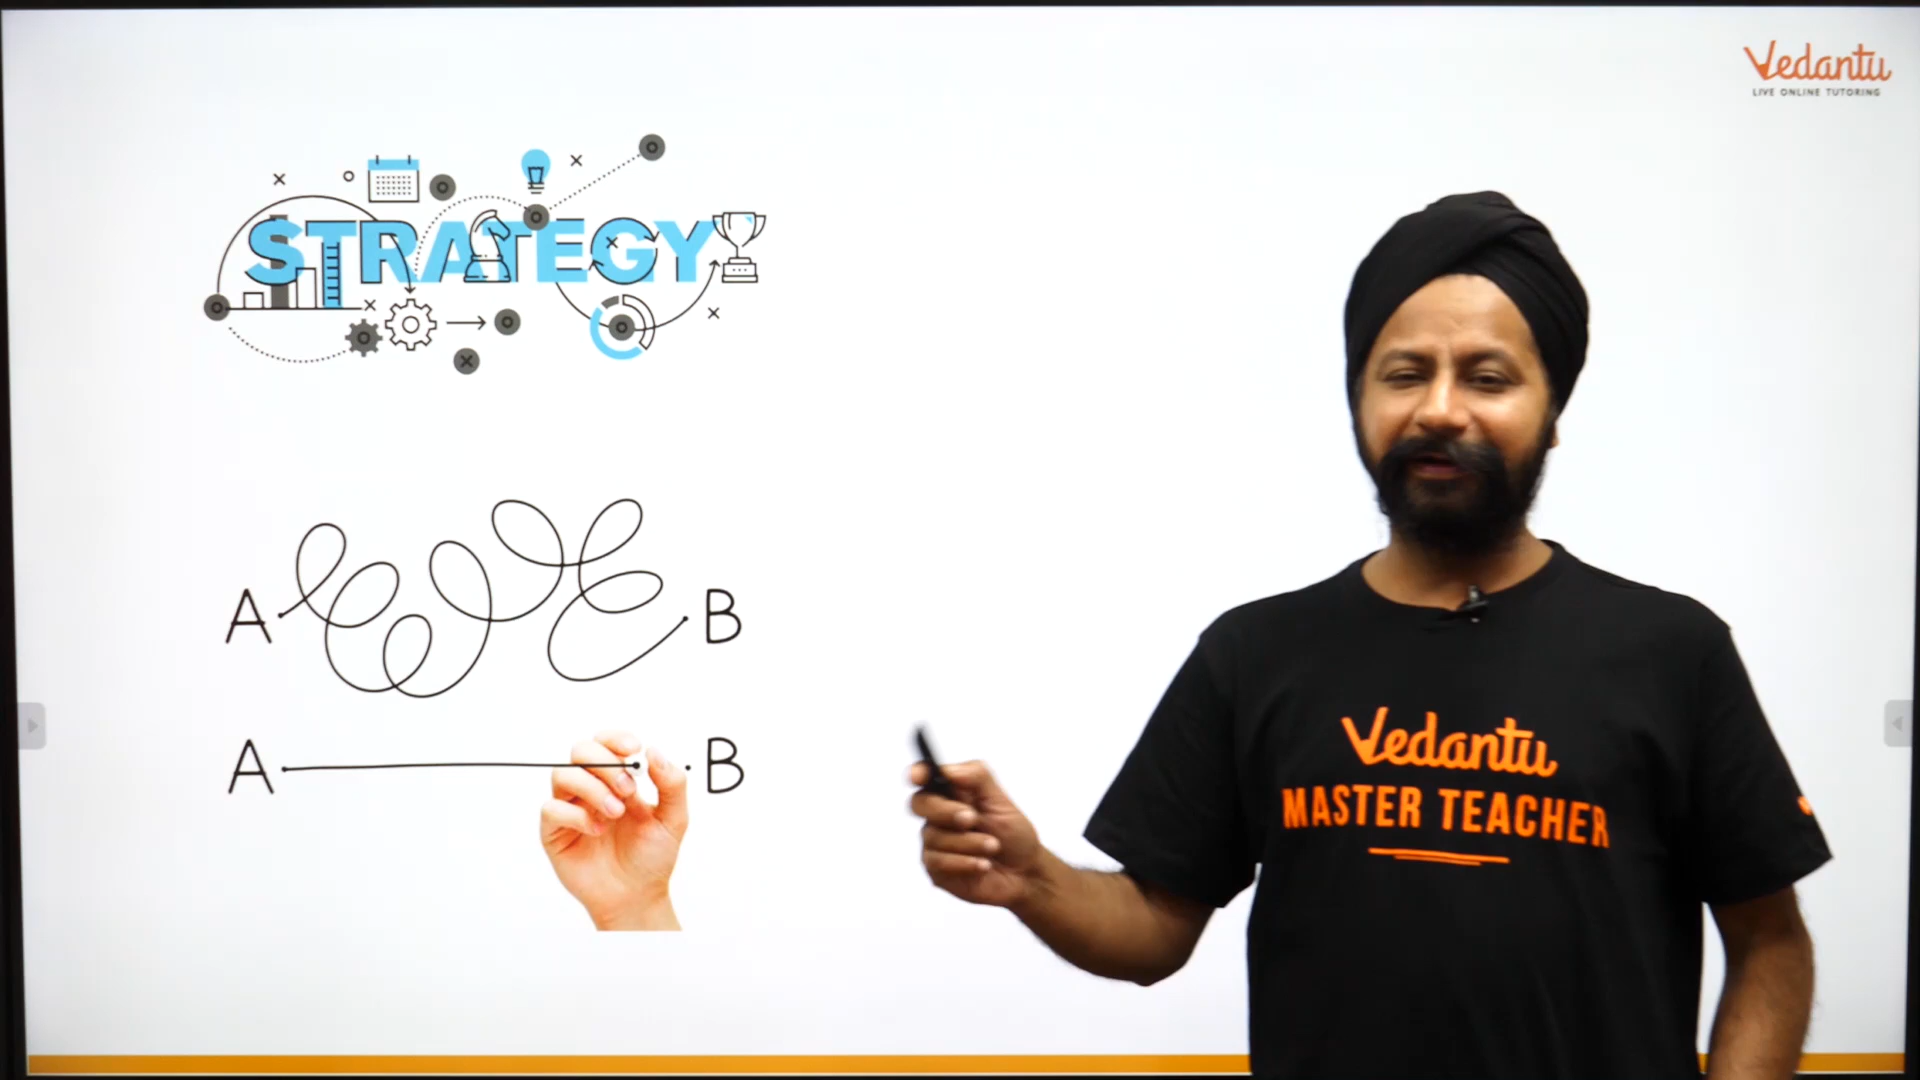 Vedantu
LIVE ONLINE TUTORING
STRATEGY
A B
A B
Vedantu
MASTER TEACHER